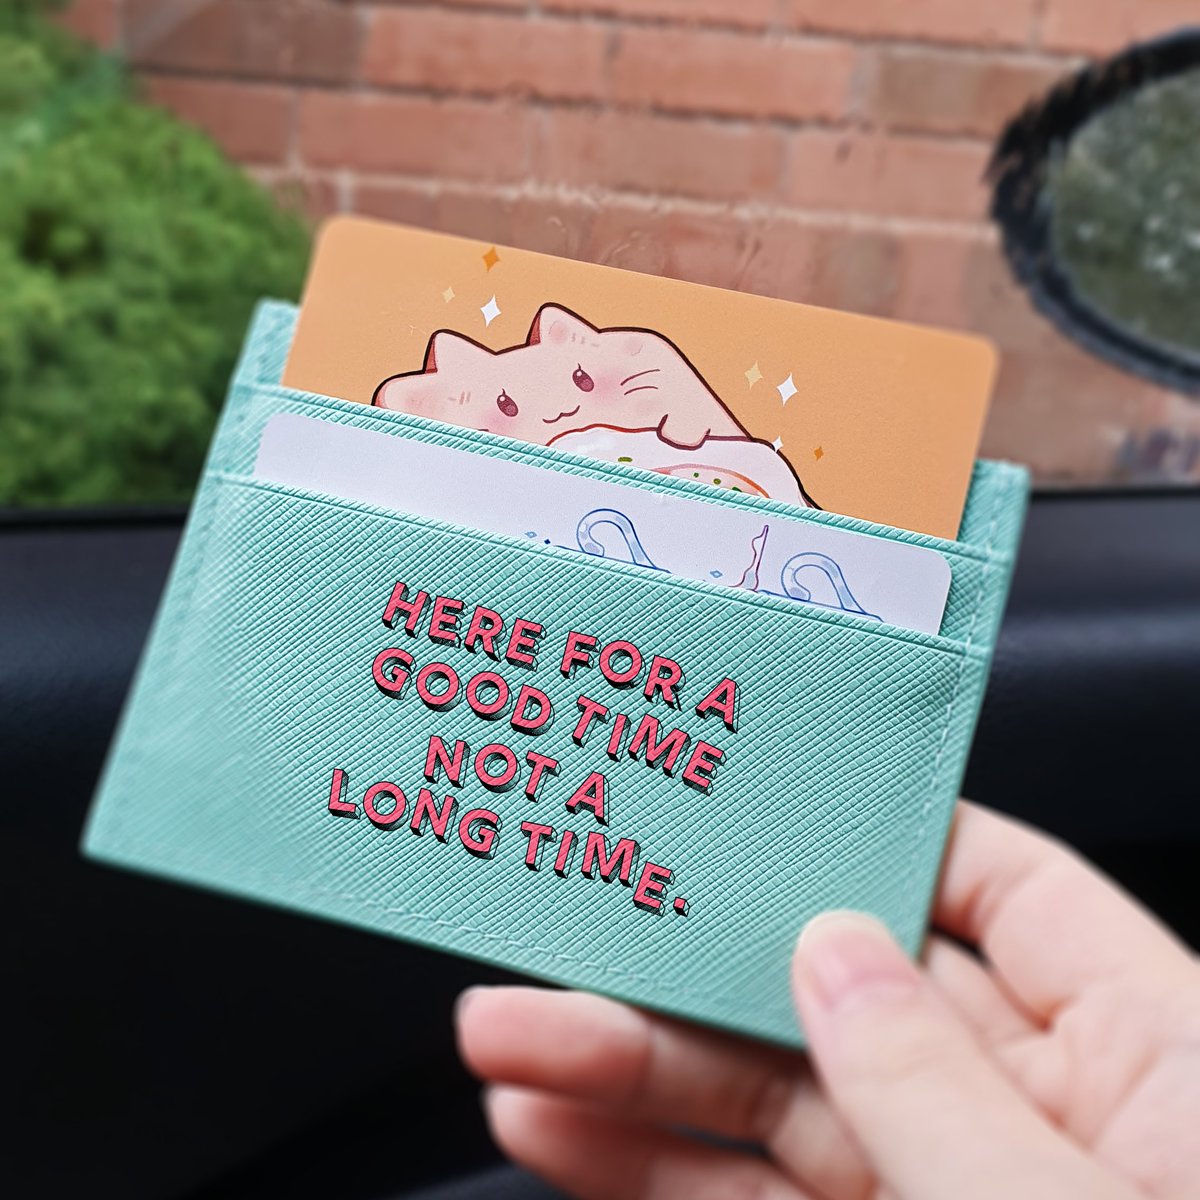 HERE FOR A
GOOD TIME
NOT A
LONG TIME.